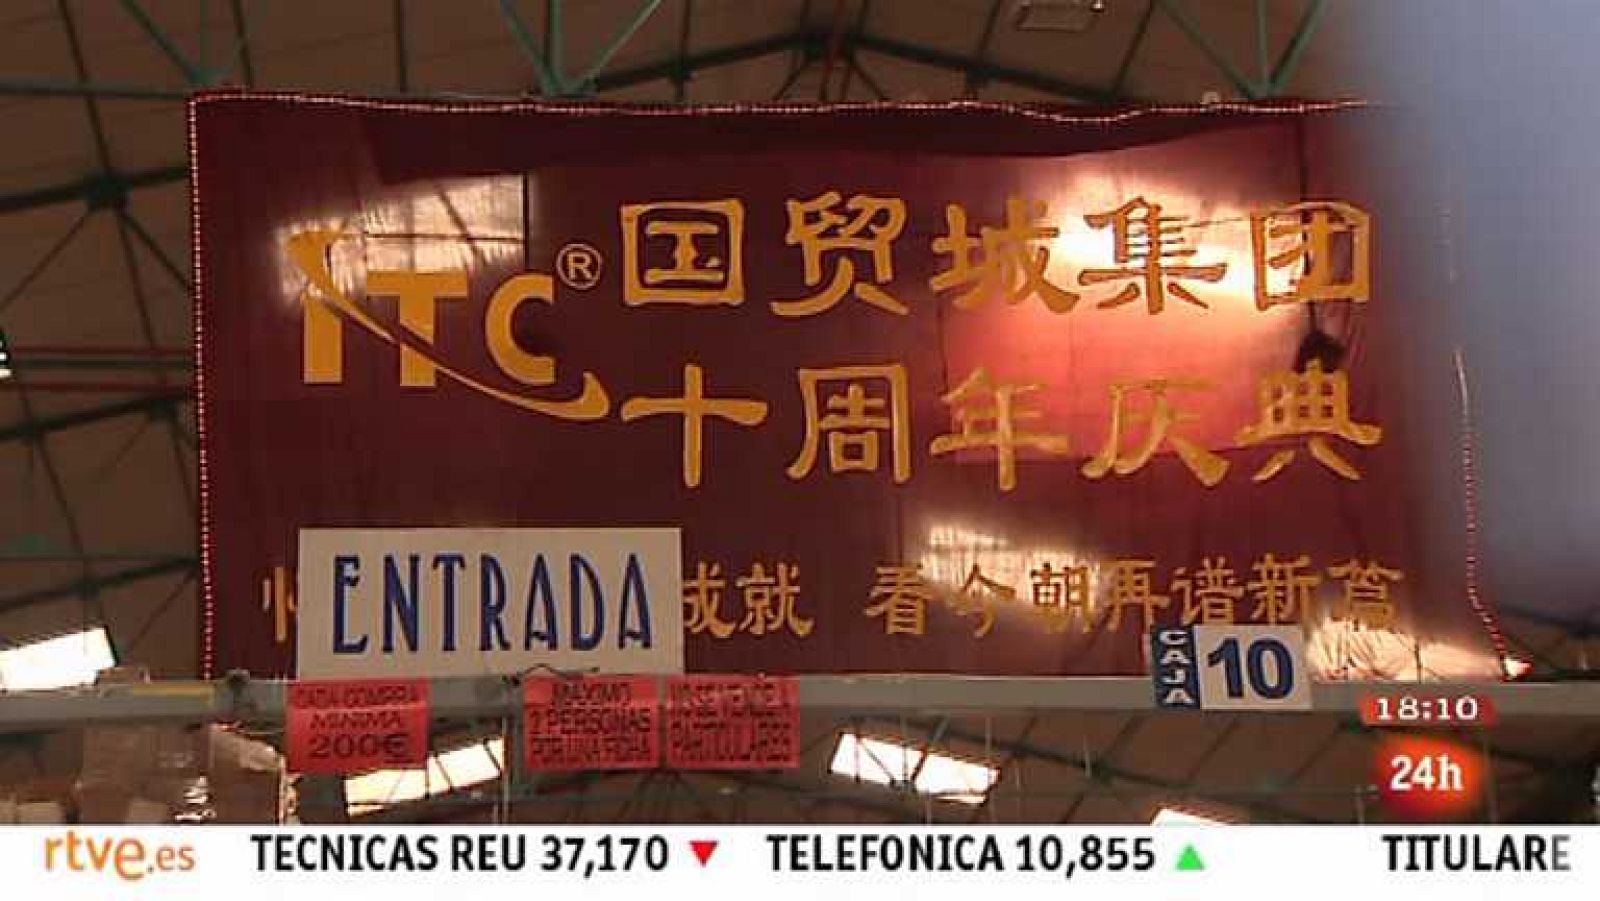 ITC® 国贸城集团
十周年庆典
成就 看今朝再谱新篇
ENTRADA
CAJA 10
CADA COMPRA
MINIMA
200€
MAXIMO
2 PERSONAS
POR UNA FICHA
NO SE VENDE A
PARTICULARES
18:10
24h
rtve.es TECNICAS REU 37,170 ▼ TELEFONICA 10,855 ▲ TITULARE